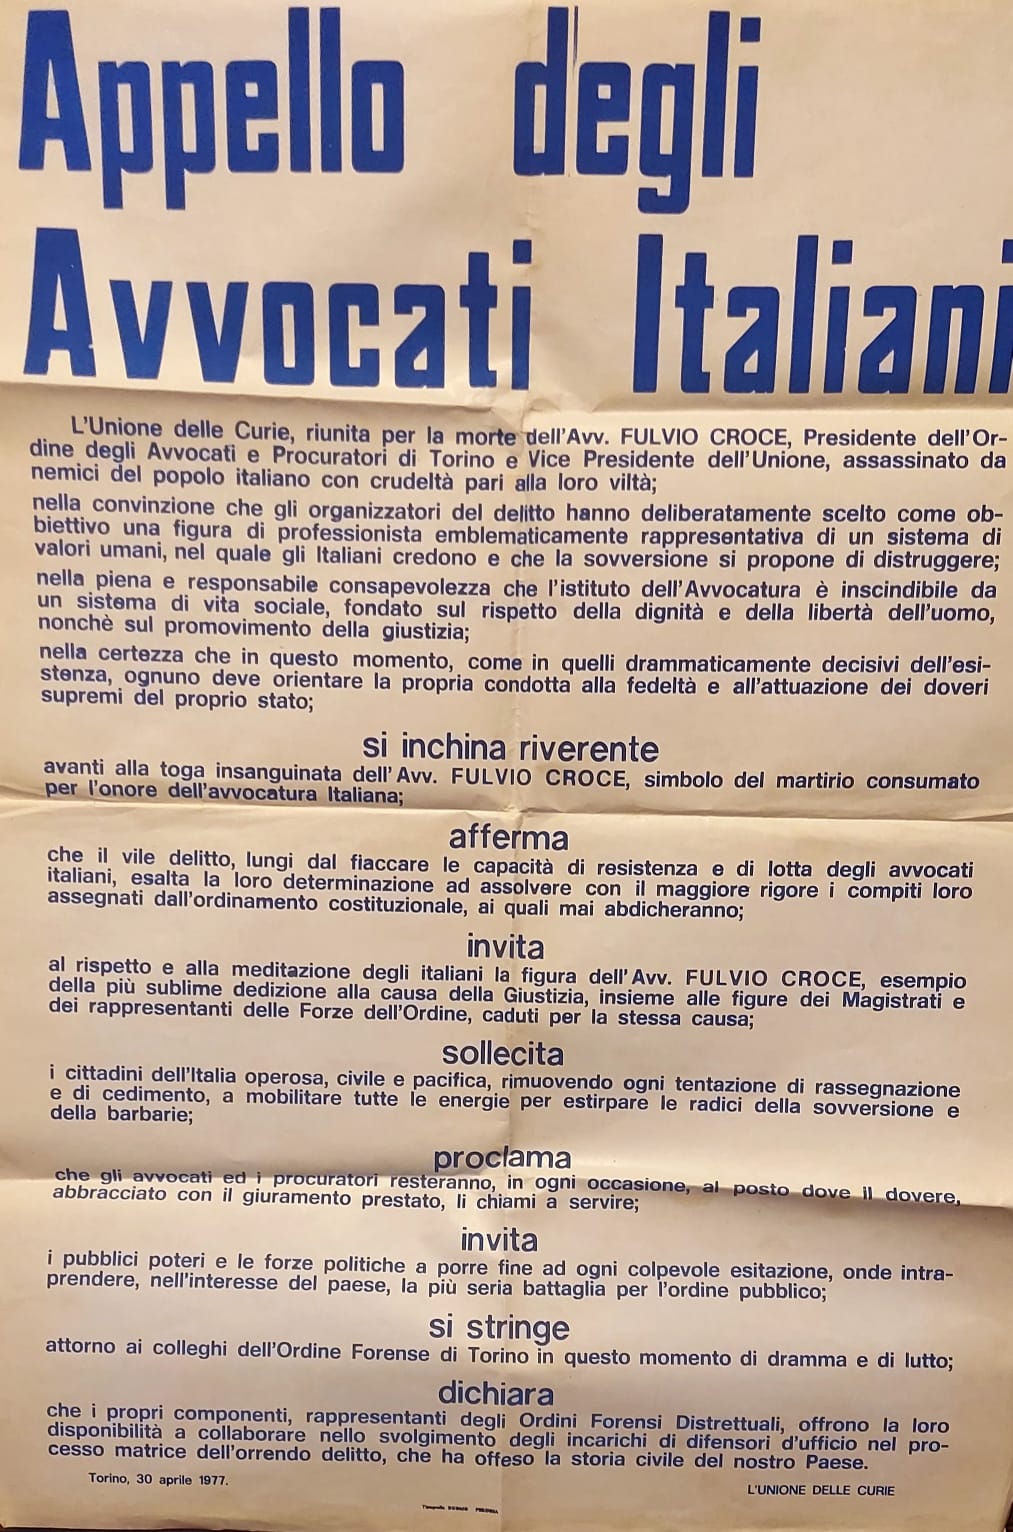 Appello degli
Avvocati Italiani
L'Unione delle Curie, riunita per la morte dell'Avv. FULVIO CROCE, Presidente dell'Or-
dine degli Avvocati e Procuratori di Torino e Vice Presidente dell'Unione, assassinato da
nemici del popolo italiano con crudeltà pari alla loro viltà;
nella convinzione che gli organizzatori del delitto hanno deliberatamente scelto come ob-
biettivo una figura di professionista emblematicamente rappresentativa di un sistema di
valori umani, nel quale gli Italiani credono e che la sovversione si propone di distruggere;
nella piena e responsabile consapevolezza che l'istituto dell'Avvocatura è inscindibile da
un sistema di vita sociale, fondato sul rispetto della dignità e della libertà dell'uomo,
nonchè sul promovimento della giustizia;
nella certezza che in questo momento, come in quelli drammaticamente decisivi dell'esi-
stenza, ognuno deve orientare la propria condotta alla fedeltà e all'attuazione dei doveri
supremi del proprio stato;
si inchina riverente
avanti alla toga insanguinata dell'Avv. FULVIO CROCE, simbolo del martirio consumato
per l'onore dell'avvocatura Italiana;
afferma
che il vile delitto, lungi dal fiaccare le capacità di resistenza e di lotta degli avvocati
italiani, esalta la loro determinazione ad assolvere con il maggiore rigore i compiti loro
assegnati dall'ordinamento costituzionale, ai quali mai abdicheranno;
invita
al rispetto e alla meditazione degli italiani la figura dell'Avv. FULVIO CROCE, esempio
della più sublime dedizione alla causa della Giustizia, insieme alle figure dei Magistrati e
dei rappresentanti delle Forze dell'Ordine, caduti per la stessa causa;
sollecita
i cittadini dell'Italia operosa, civile e pacifica, rimuovendo ogni tentazione di rassegnazione
e di cedimento, a mobilitare tutte le energie per estirpare le radici della sovversione e
della barbarie;
proclama
che gli avvocati ed i procuratori resteranno, in ogni occasione, al posto dove il dovere,
abbracciato con il giuramento prestato, li chiami a servire;
invita
i pubblici poteri e le forze politiche a porre fine ad ogni colpevole esitazione, onde intra-
prendere, nell'interesse del paese, la più seria battaglia per l'ordine pubblico;
si stringe
attorno ai colleghi dell'Ordine Forense di Torino in questo momento di dramma e di lutto;
dichiara
che i propri componenti, rappresentanti degli Ordini Forensi Distrettuali, offrono la loro
disponibilità a collaborare nello svolgimento degli incarichi di difensori d'ufficio nel pro-
cesso matrice dell'orrendo delitto, che ha offeso la storia civile del nostro Paese.
Torino, 30 aprile 1977.
L'UNIONE DELLE CURIE